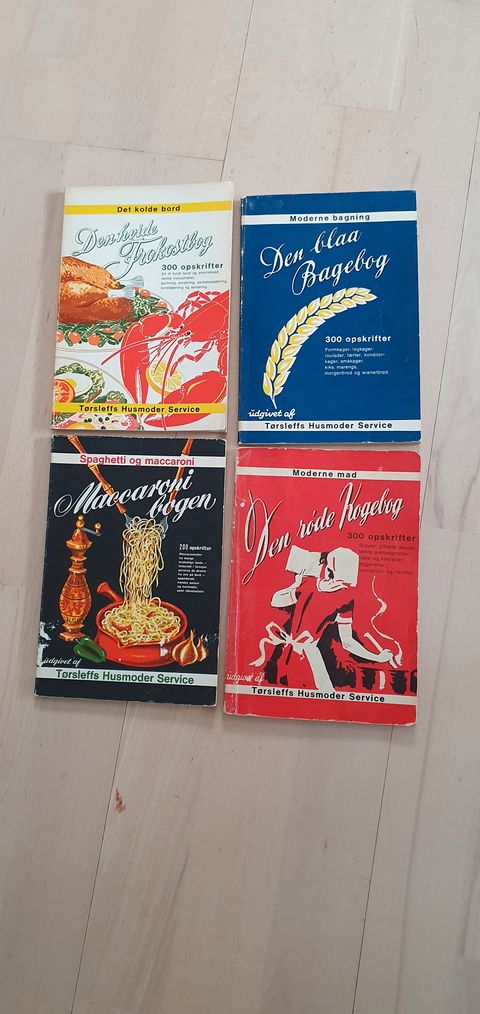 Det kolde bord
Den hvide
Frokostbog
300 opskrifter
Tørsleffs Husmoder Service
Moderne bagning
Den blaa
Bagebog
300 opskrifter
Formkager, lagkager,
roulader, tærter, konditor-
kager, småkager,
kiks, marengs,
morgenbrød og wienerbrød.
udgivet af
Tørsleffs Husmoder Service
Spaghetti og maccaroni
Maccaroni
bogen
200 opskrifter
udgivet af
Tørsleffs Husmoder Service
Moderne mad
Den røde Kogebog
300 opskrifter
udgivet af
Tørsleffs Husmoder Service